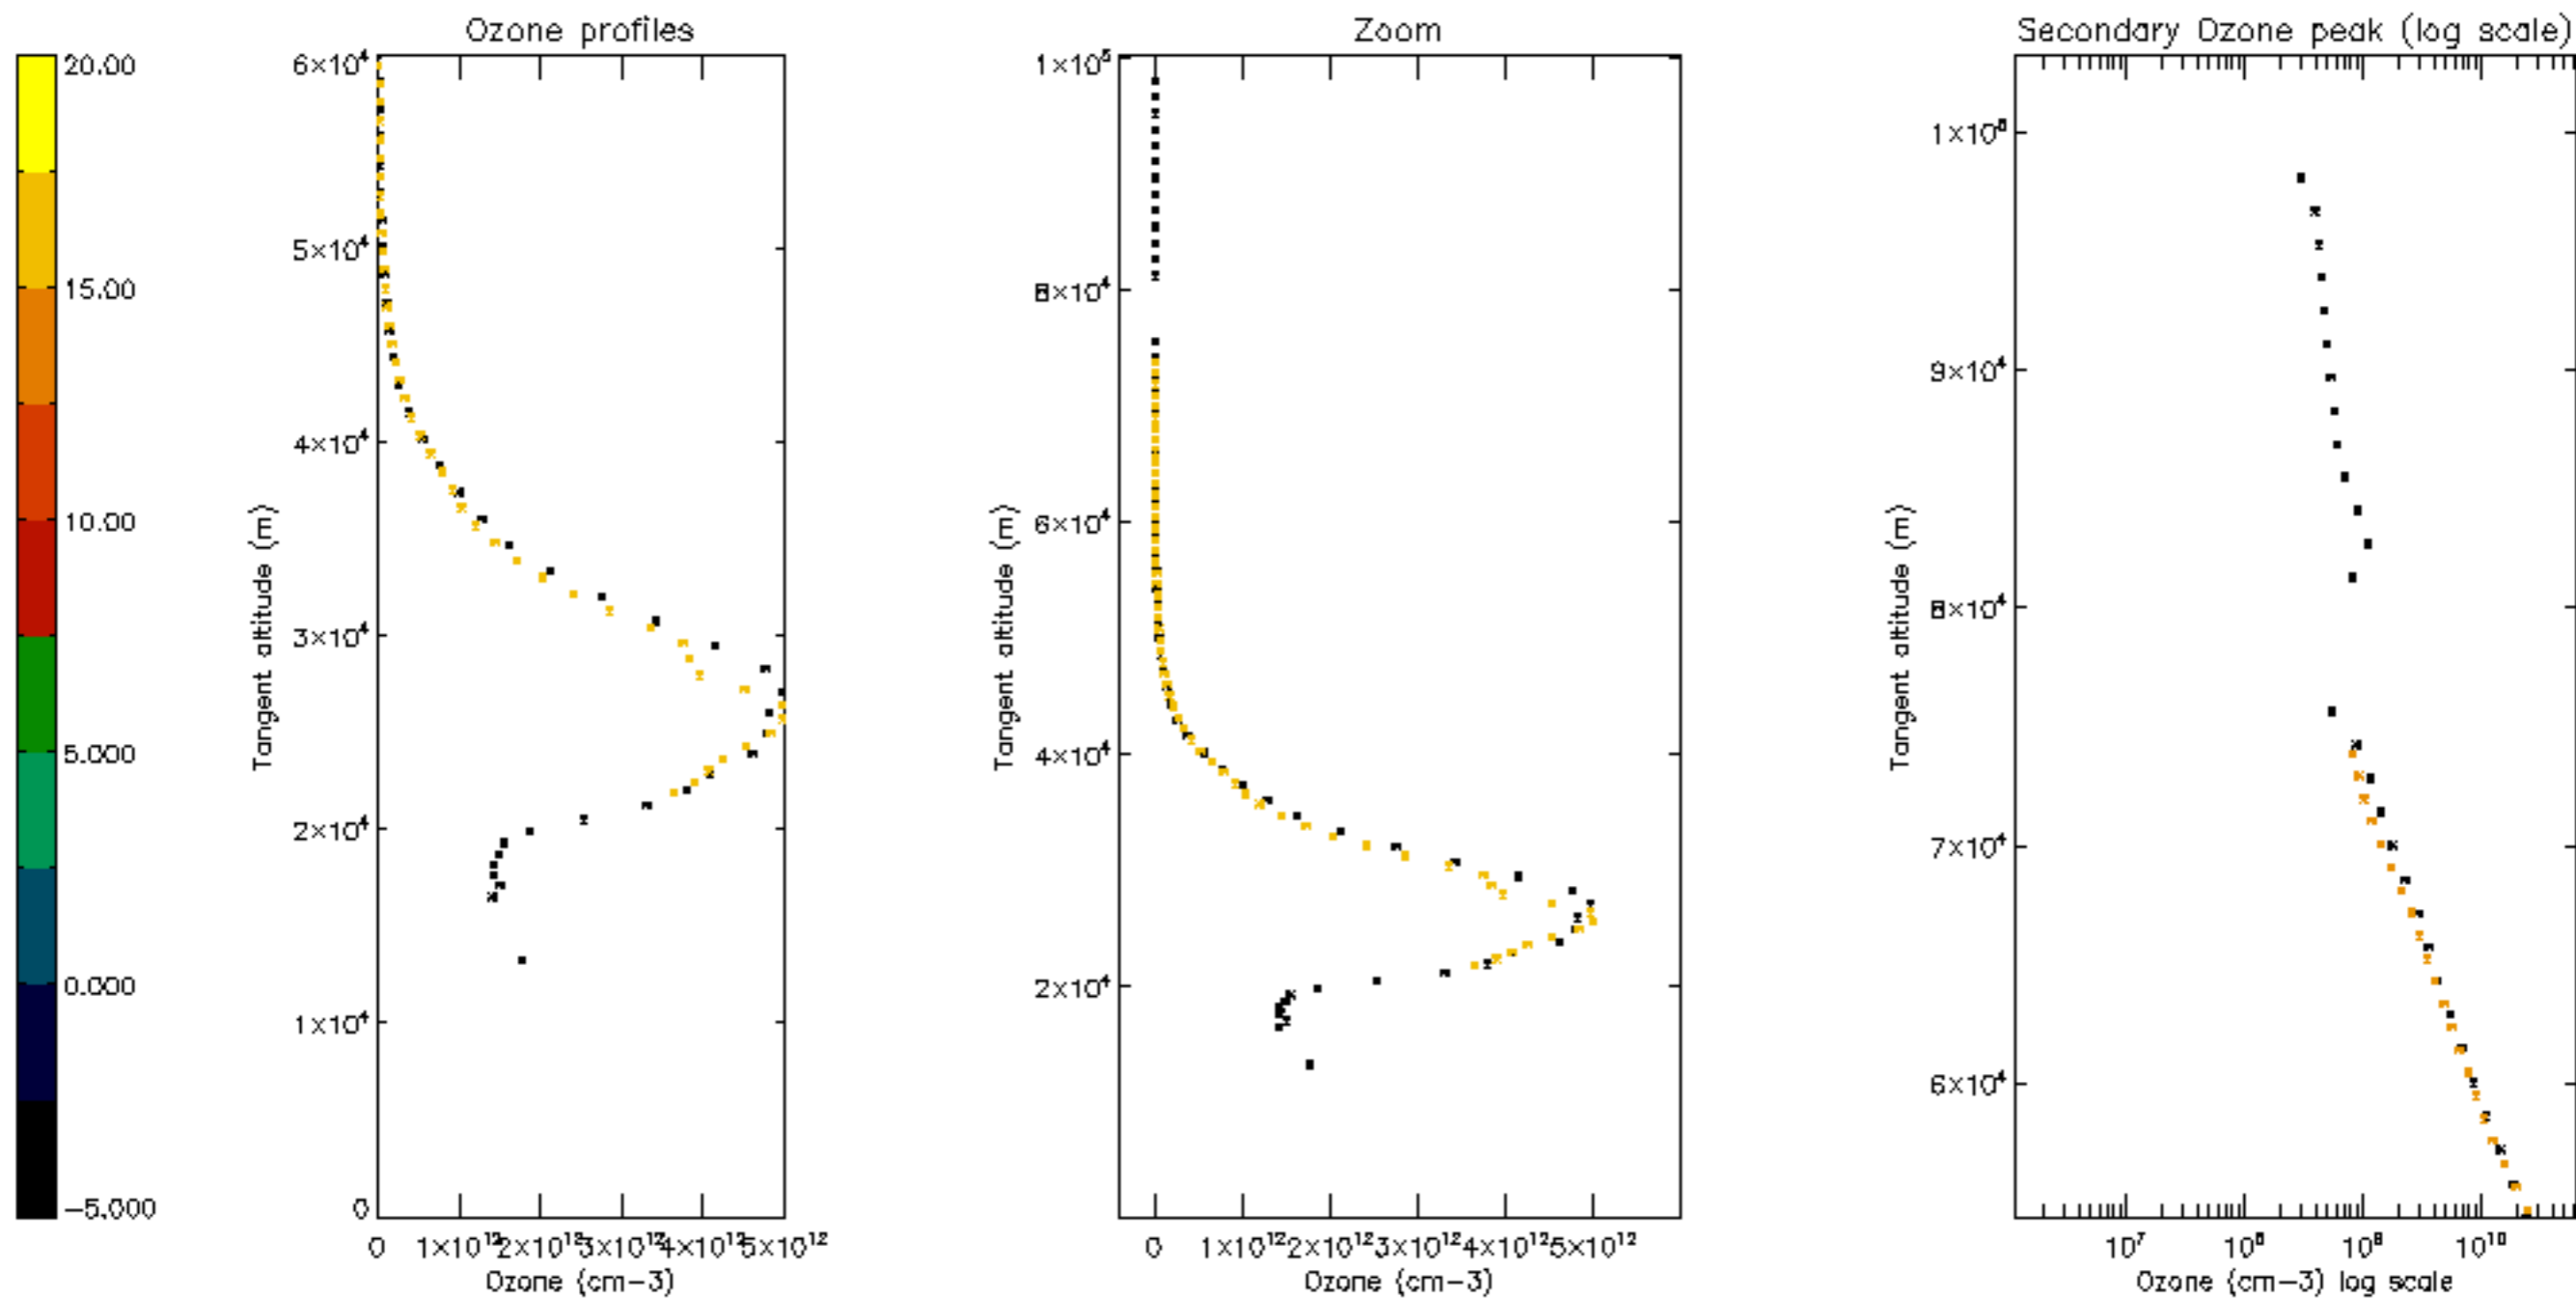 Ozone profiles
Zoom
Secondary Ozone peak (log scale)
20.00
15.00
10.00
5.000
0.000
−5.000
6×10⁴
5×10⁴
4×10⁴
3×10⁴
2×10⁴
1×10⁴
0
Tangent altitude (m)
0 1×10¹² 2×10¹² 3×10¹² 4×10¹² 5×10¹²
Ozone (cm−3)
1×10⁵
8×10⁴
6×10⁴
4×10⁴
2×10⁴
Tangent altitude (m)
0 1×10¹² 2×10¹² 3×10¹² 4×10¹² 5×10¹²
Ozone (cm−3)
1×10⁵
9×10⁴
8×10⁴
7×10⁴
6×10⁴
Tangent altitude (m)
10⁷ 10⁸ 10⁹ 10¹⁰
Ozone (cm−3) log scale